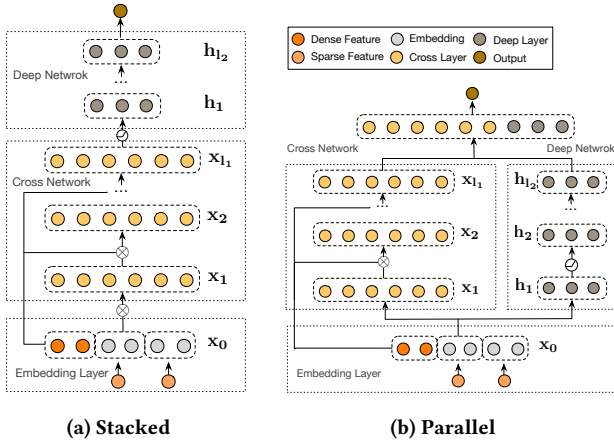 h_{l_2}
Deep Netwrok
h_1
x_{l_1}
Cross Network
x_2
x_1
x_0
Embedding Layer
(a) Stacked
Dense Feature Embedding Deep Layer
Sparse Feature Cross Layer Output
Cross Network Deep Netwrok
x_{l_1} h_{l_2}
x_2 h_2
x_1 h_1
x_0
Embedding Layer
(b) Parallel